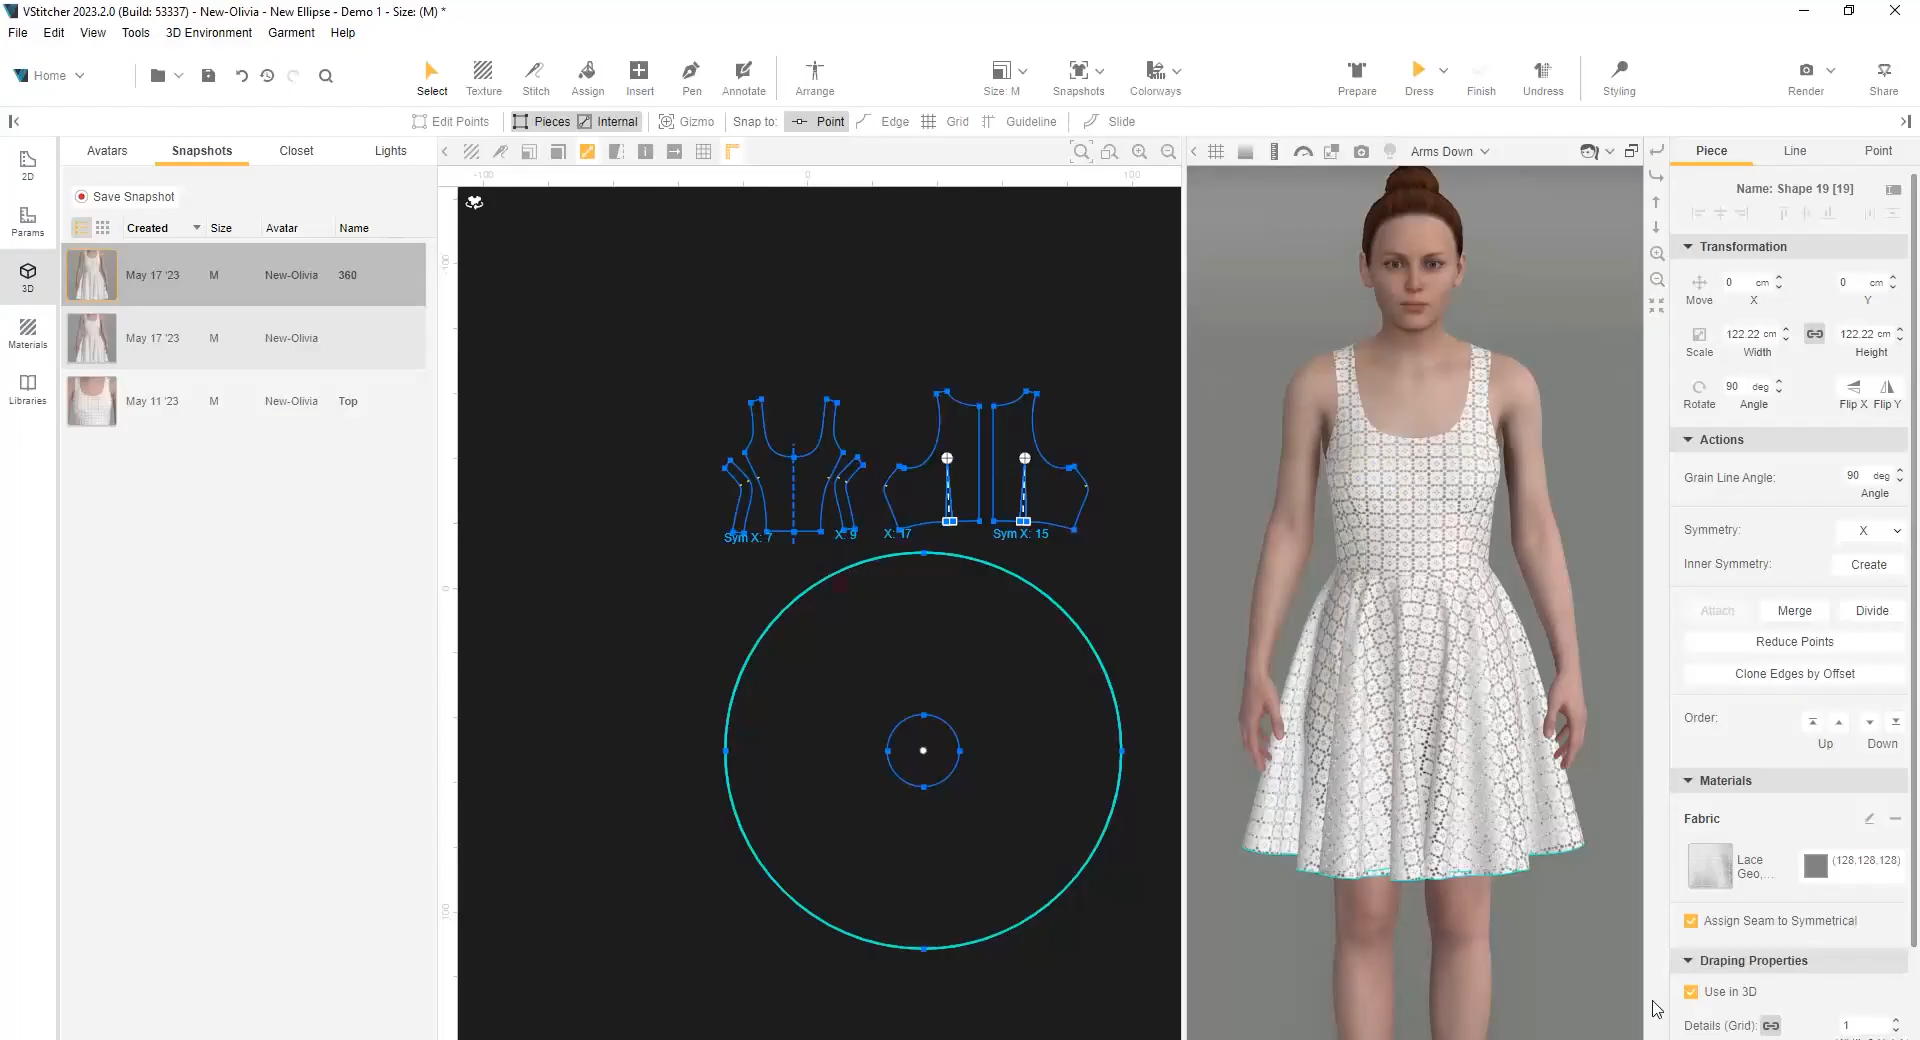 VStitcher 2023.2.0 (Build: 53337) - New-Olivia - New Ellipse - Demo 1 - Size: (M) *
File Edit View Tools 3D Environment Garment Help
Home
Select Texture Stitch Assign Insert Pen Annotate Arrange Size: M Snapshots Colorways Prepare Dress Finish Undress Styling Render Share
Edit Points Pieces Internal Gizmo Snap to: Point Edge Grid Guideline Slide
Avatars Snapshots Closet Lights
Arms Down
Piece Line Point
2D
Params
3D
Materials
Libraries
Save Snapshot
Created Size Avatar Name
May 17 '23 M New-Olivia 360
May 17 '23 M New-Olivia
May 11 '23 M New-Olivia Top
-100 0 100
-100
0
100
Sym X: 7 X: 9 X: 17 Sym X: 15
Name: Shape 19 [19]
Transformation
0 cm 0 cm
Move X Y
122.22 cm 122.22 cm
Scale Width Height
90 deg
Rotate Angle Flip X Flip Y
Actions
Grain Line Angle: 90 deg
Angle
Symmetry: X
Inner Symmetry: Create
Attach Merge Divide
Reduce Points
Clone Edges by Offset
Order:
Up Down
Materials
Fabric
Lace
Geo,...
(128,128,128)
Assign Seam to Symmetrical
Draping Properties
Use in 3D
Details (Grid): 1